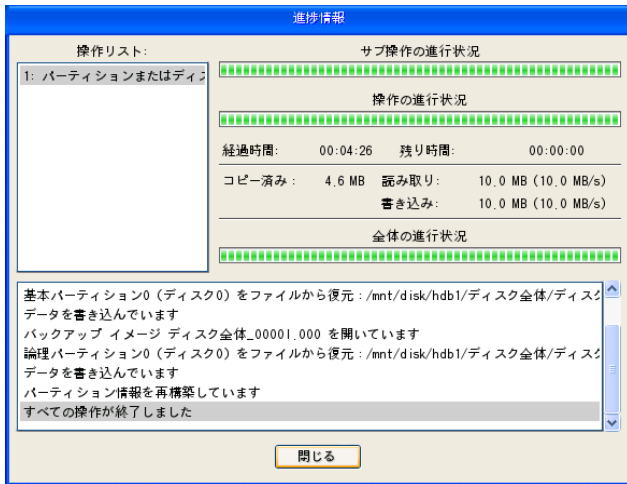 進捗情報
操作リスト:
1: パーティションまたはディス
サブ操作の進行状況
操作の進行状況
経過時間: 00:04:26 残り時間: 00:00:00
コピー済み: 4.6 MB 読み取り: 10.0 MB (10.0 MB/s)
書き込み: 10.0 MB (10.0 MB/s)
全体の進行状況
基本パーティション0 (ディスク0) をファイルから復元:/mnt/disk/hdb1/ディスク全体/ディスク
データを書き込んでいます
バックアップ イメージ ディスク全体_00001.000 を開いています
論理パーティション0 (ディスク0) をファイルから復元:/mnt/disk/hdb1/ディスク全体/ディスク
データを書き込んでいます
パーティション情報を再構築しています
すべての操作が終了しました
閉じる